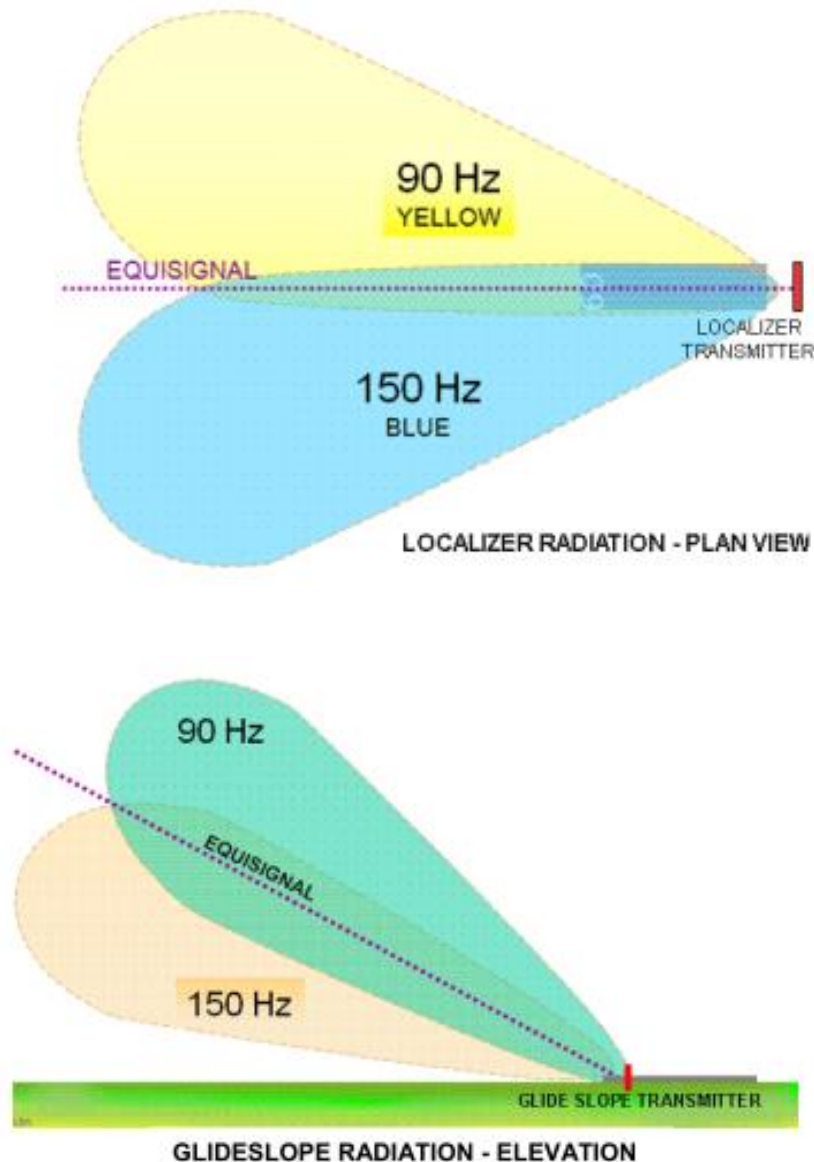 90 Hz
YELLOW
EQUISIGNAL
LOCALIZER
TRANSMITTER
150 Hz
BLUE
LOCALIZER RADIATION - PLAN VIEW
90 Hz
EQUISIGNAL
150 Hz
GLIDE SLOPE TRANSMITTER
GLIDESLOPE RADIATION - ELEVATION